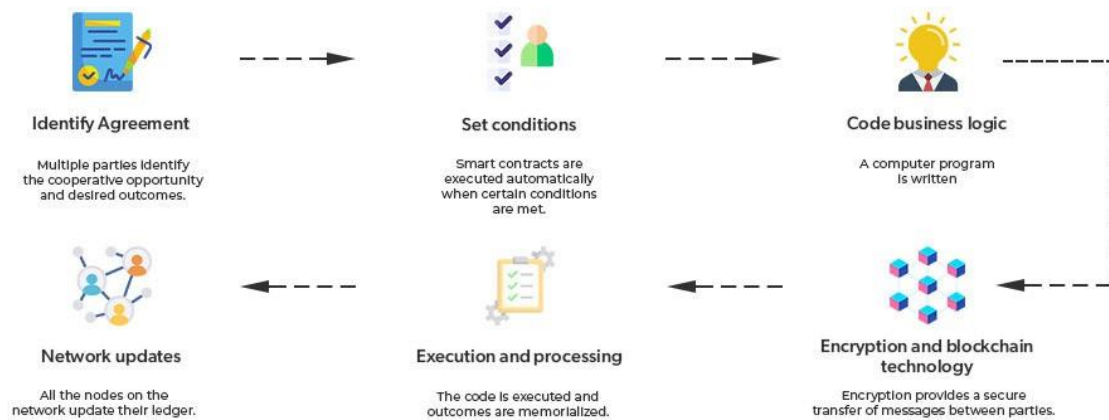 Identify Agreement
Multiple parties identify
the cooperative opportunity
and desired outcomes.
Set conditions
Smart contracts are
executed automatically
when certain conditions
are met.
Code business logic
A computer program
is written
Encryption and blockchain
technology
Encryption provides a secure
transfer of messages between parties.
Execution and processing
The code is executed and
outcomes are memorialized.
Network updates
All the nodes on the
network update their ledger.